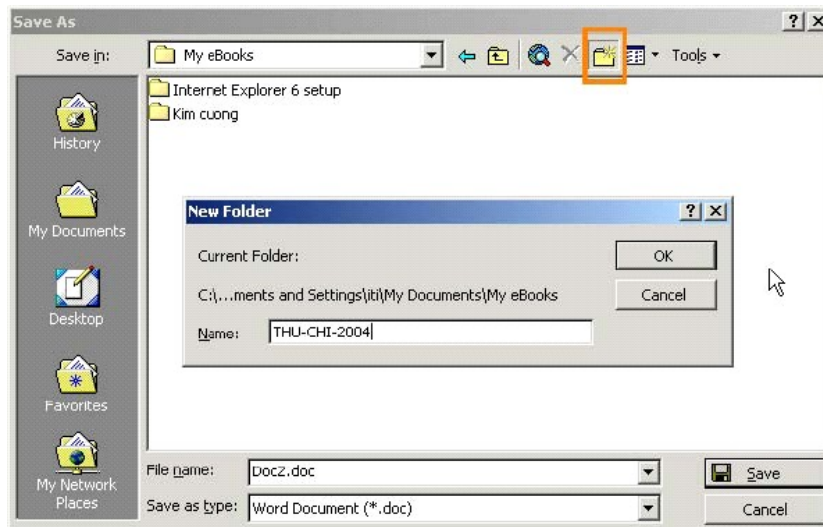 Save As
Save in: My eBooks Tools
Internet Explorer 6 setup
Kim cuong
History
My Documents
Desktop
Favorites
My Network
Places
New Folder
Current Folder:
OK
C:\...ments and Settings\iti\My Documents\My eBooks
Cancel
Name: THU-CHI-2004
File name: Doc2.doc Save
Save as type: Word Document (*.doc) Cancel